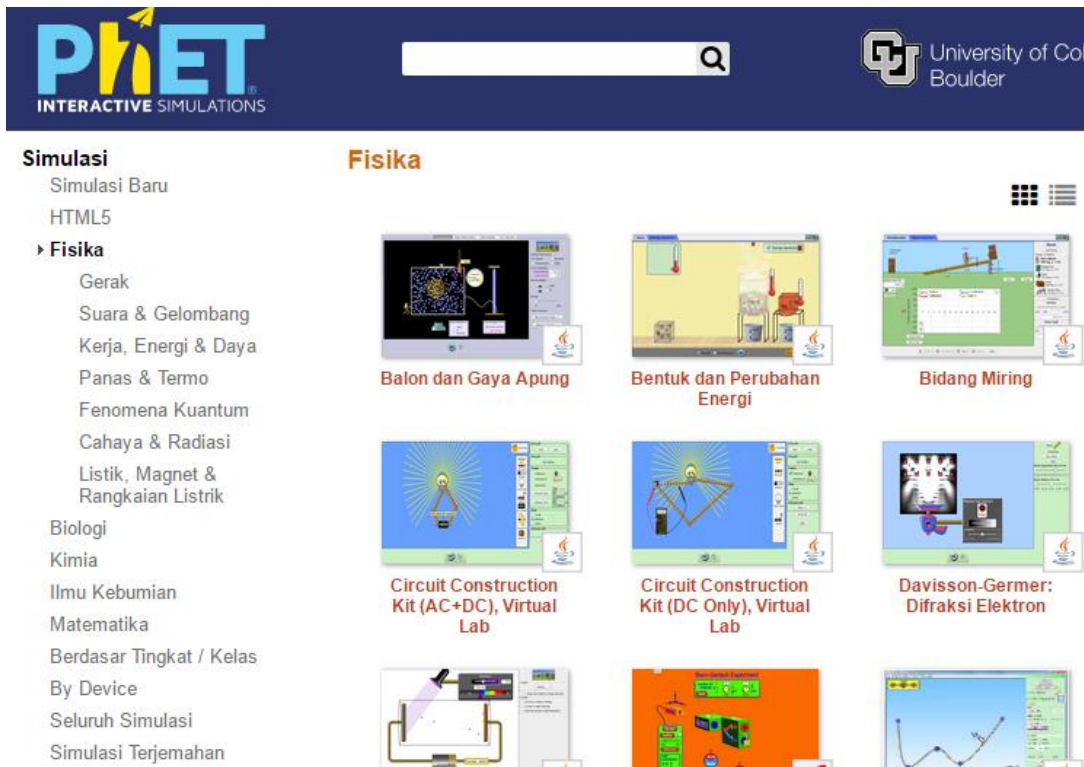 PhET
INTERACTIVE SIMULATIONS
University of Col
Boulder
Simulasi
Simulasi Baru
HTML5
Fisika
Gerak
Suara & Gelombang
Kerja, Energi & Daya
Panas & Termo
Fenomena Kuantum
Cahaya & Radiasi
Listik, Magnet &
Rangkaian Listrik
Biologi
Kimia
Ilmu Kebumian
Matematika
Berdasar Tingkat / Kelas
By Device
Seluruh Simulasi
Simulasi Terjemahan
Fisika
Balon dan Gaya Apung
Bentuk dan Perubahan
Energi
Bidang Miring
Circuit Construction
Kit (AC+DC), Virtual
Lab
Circuit Construction
Kit (DC Only), Virtual
Lab
Davisson-Germer:
Difraksi Elektron